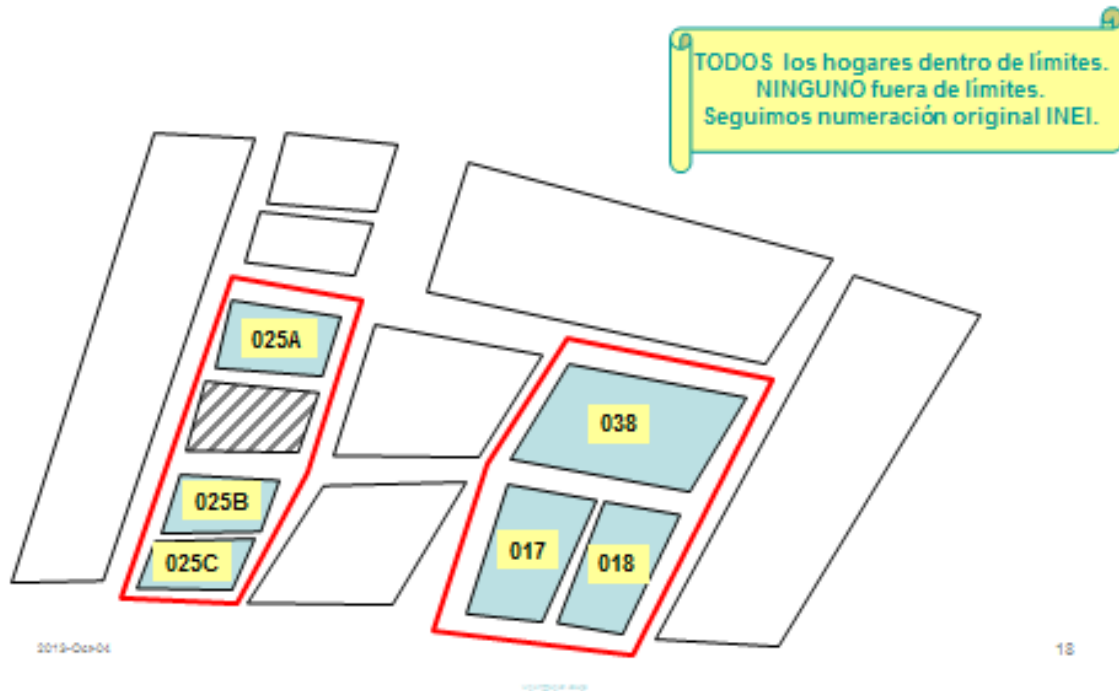 TODOS los hogares dentro de límites.
NINGUNO fuera de límites.
Seguimos numeración original INEI.
025A
038
025B
017
018
025C
18